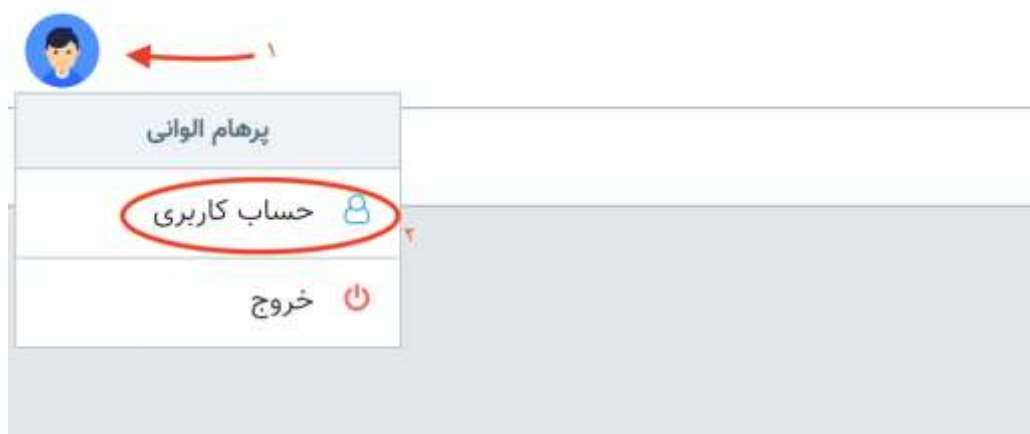 ۱
پرهام الوانی
حساب کاربری
۲
خروج